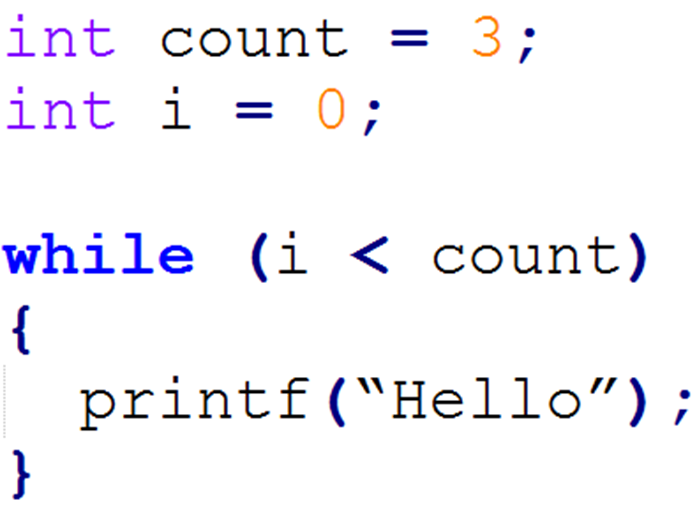 int count = 3;
int i = 0;
while (i < count)
{
printf(“Hello”);
}